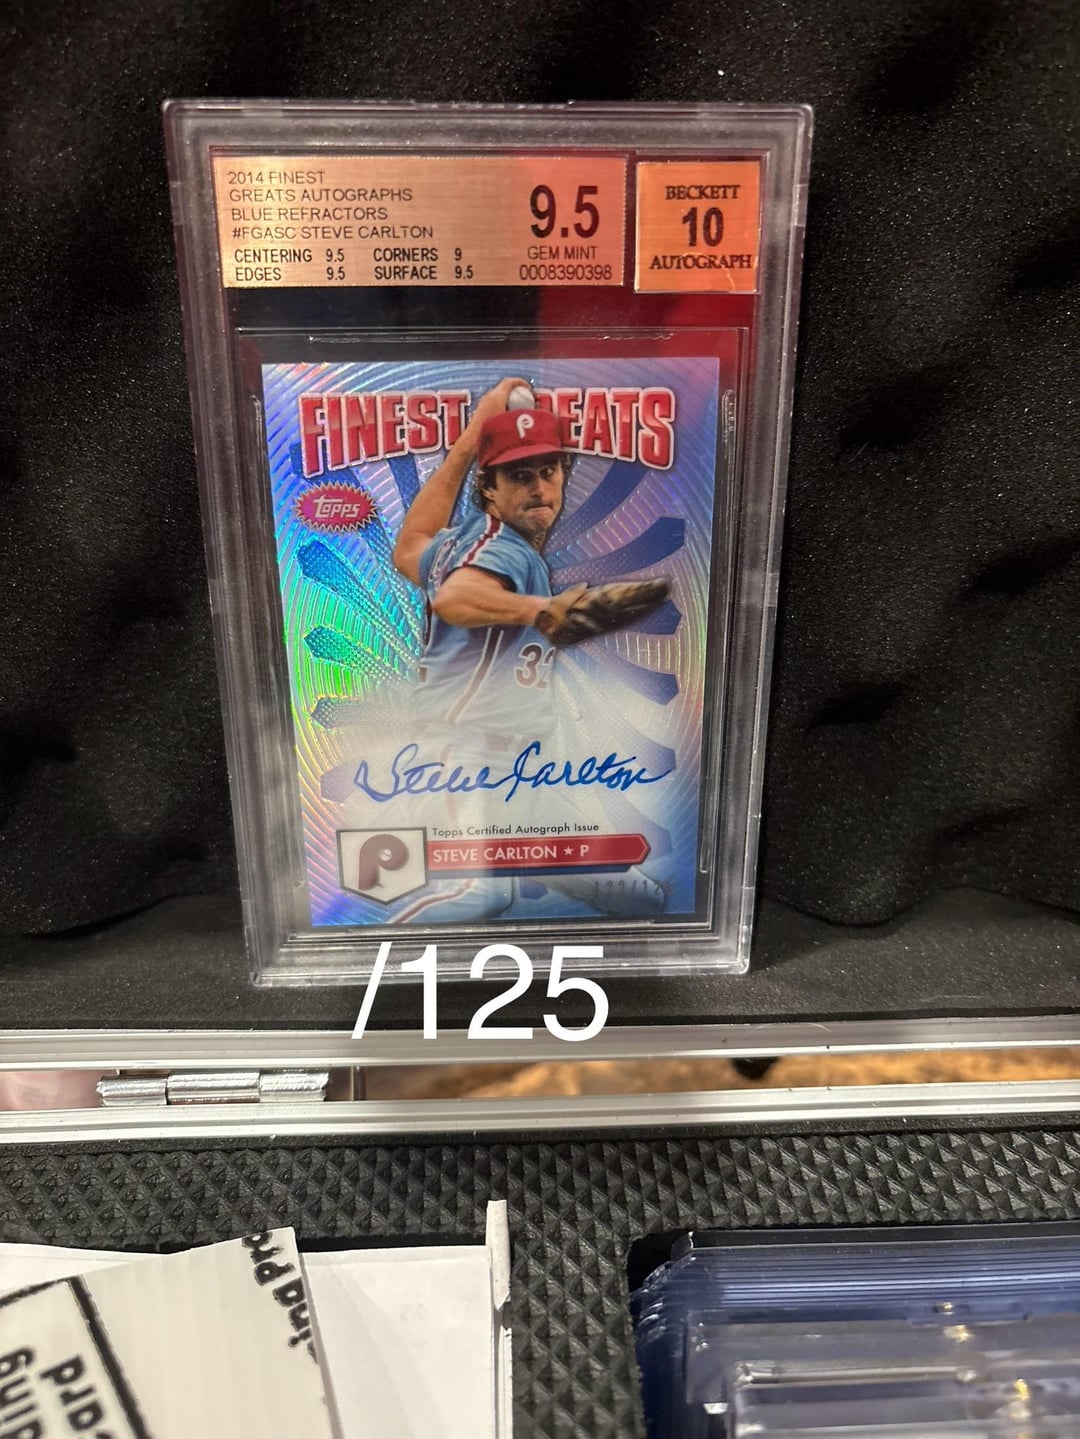 2014 FINEST
GREATS AUTOGRAPHS
BLUE REFRACTORS
#FGASC STEVE CARLTON
CENTERING 9.5 CORNERS 9
EDGES 9.5 SURFACE 9.5
9.5
GEM MINT
0008390398
BECKETT
10
AUTOGRAPH
FINEST EATS
P
Topps
32
Steve Carlton
Topps Certified Autograph Issue
P
STEVE CARLTON ★ P
/125